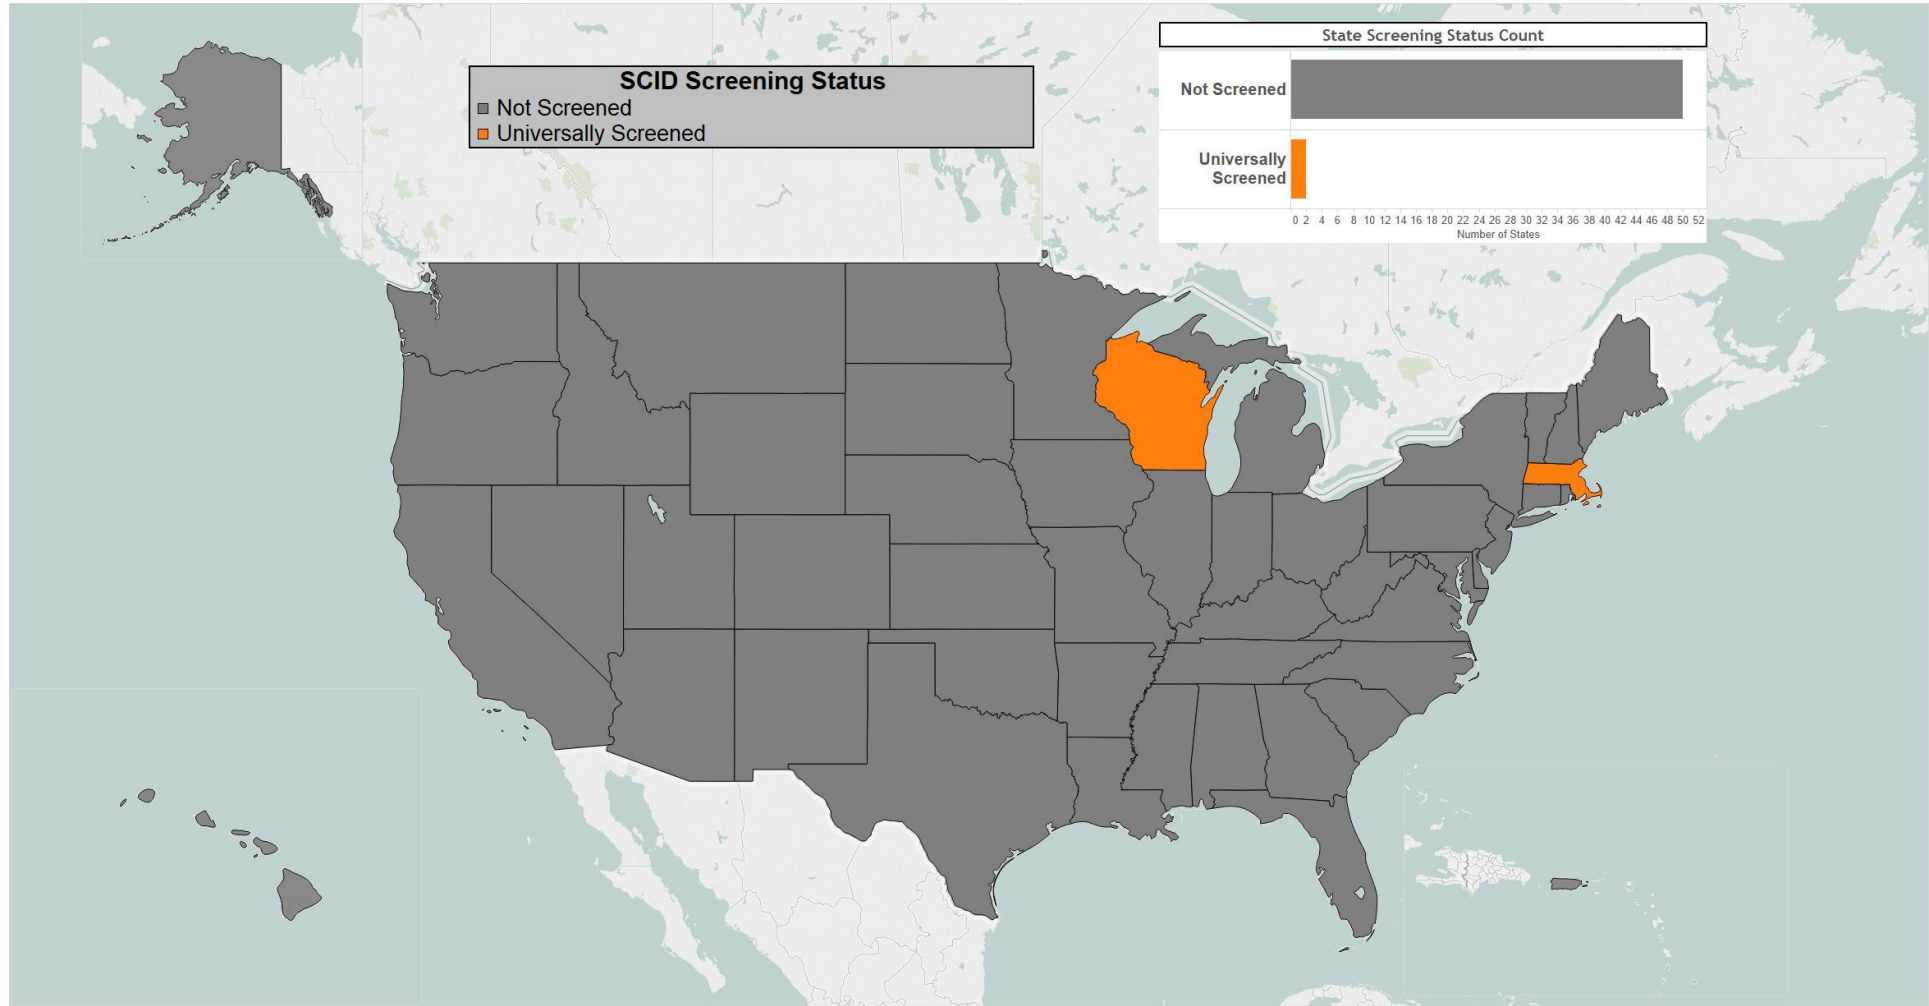 SCID Screening Status
Not Screened
Universally Screened
State Screening Status Count
Not Screened
Universally
Screened
0 2 4 6 8 10 12 14 16 18 20 22 24 26 28 30 32 34 36 38 40 42 44 46 48 50 52
Number of States